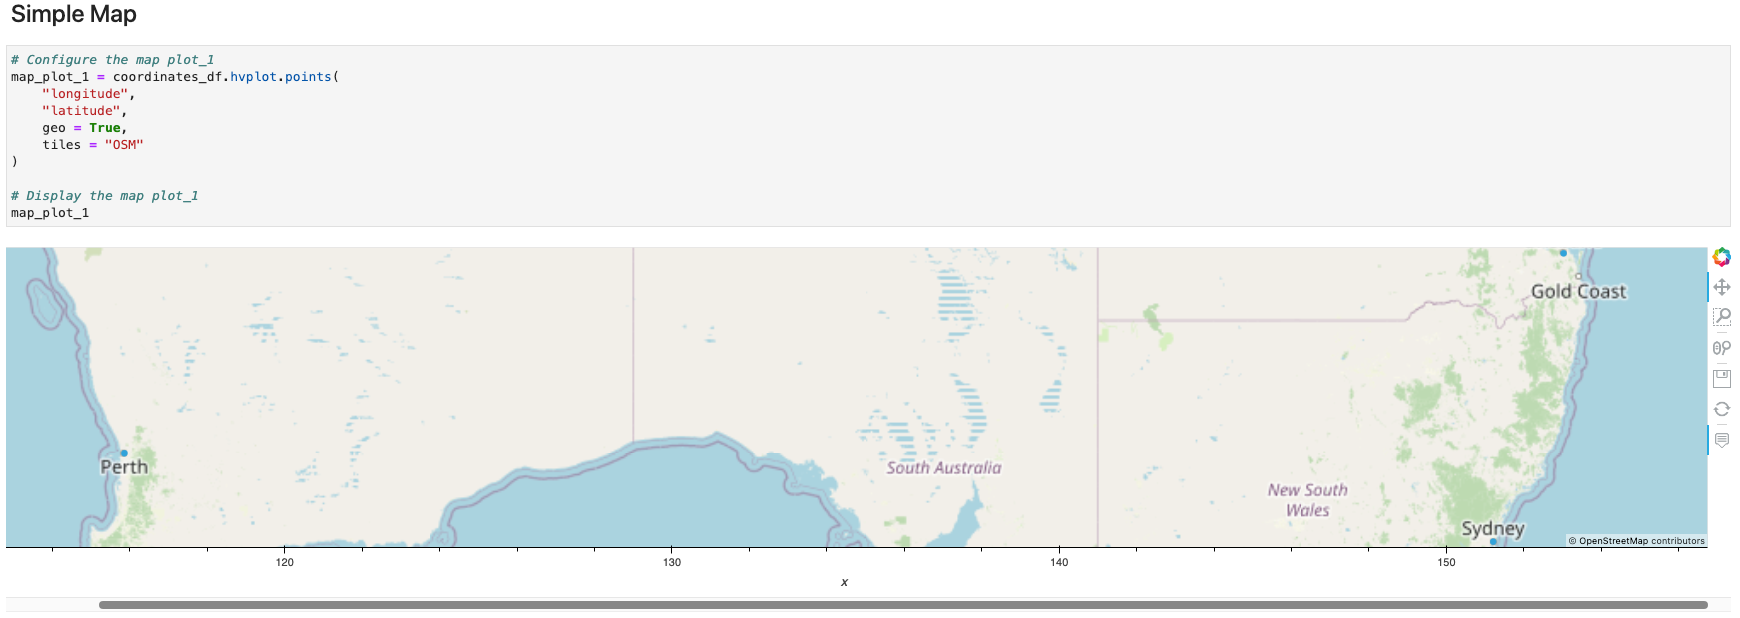 Simple Map
# Configure the map plot_1
map_plot_1 = coordinates_df.hvplot.points(
    "longitude",
    "latitude",
    geo = True,
    tiles = "OSM"
)
# Display the map plot_1
map_plot_1
Gold Coast
Perth
South Australia
New South
Wales
Sydney
© OpenStreetMap contributors
120 130 140 150
x